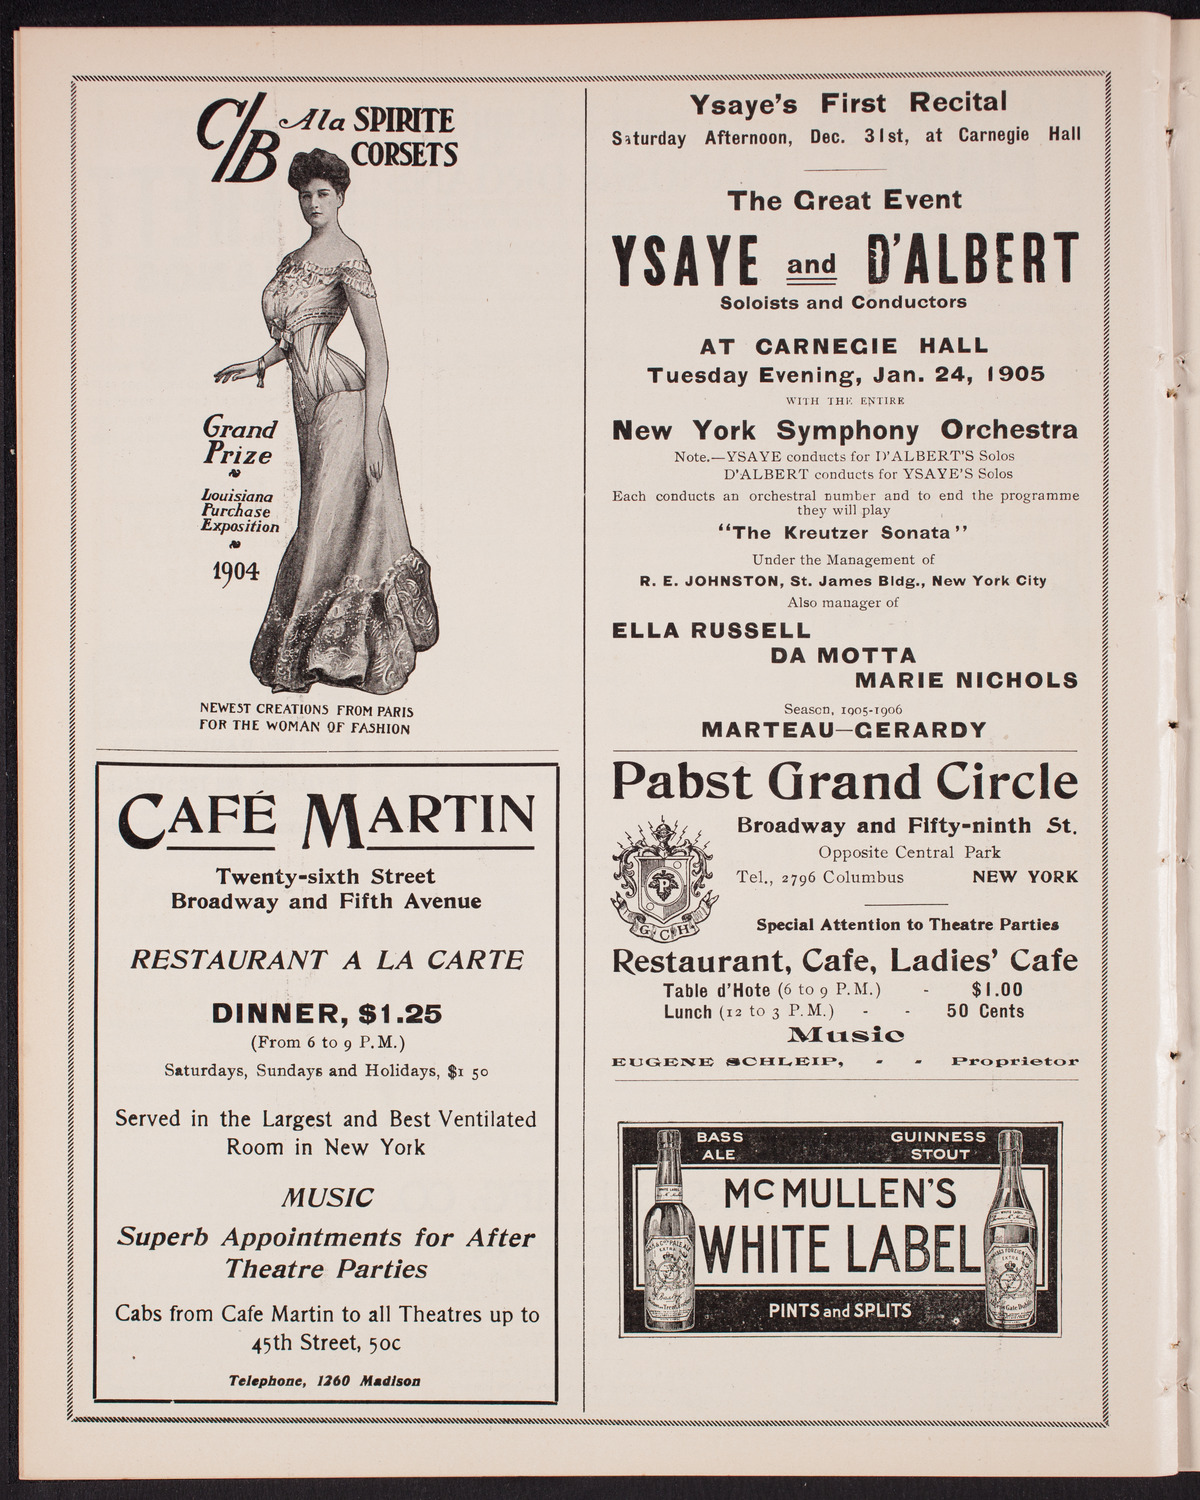 C/B Ala SPIRITE
CORSETS
Grand
Prize
Louisiana
Purchase
Exposition
1904
NEWEST CREATIONS FROM PARIS
FOR THE WOMAN OF FASHION
CAFÉ MARTIN
Twenty-sixth Street
Broadway and Fifth Avenue
RESTAURANT A LA CARTE
DINNER, $1.25
(From 6 to 9 P.M.)
Saturdays, Sundays and Holidays, $1 50
Served in the Largest and Best Ventilated
Room in New York
MUSIC
Superb Appointments for After
Theatre Parties
Cabs from Cafe Martin to all Theatres up to
45th Street, 50c
Telephone, 1260 Madison
Ysaye's First Recital
Saturday Afternoon, Dec. 31st, at Carnegie Hall
The Great Event
YSAYE and D'ALBERT
Soloists and Conductors
AT CARNEGIE HALL
Tuesday Evening, Jan. 24, 1905
WITH THE ENTIRE
New York Symphony Orchestra
Note.—YSAYE conducts for D'ALBERT'S Solos
D'ALBERT conducts for YSAYE'S Solos
Each conducts an orchestral number and to end the programme
they will play
"The Kreutzer Sonata"
Under the Management of
R. E. JOHNSTON, St. James Bldg., New York City
Also manager of
ELLA RUSSELL
DA MOTTA
MARIE NICHOLS
Season, 1905-1906
MARTEAU—GERARDY
Pabst Grand Circle
Broadway and Fifty-ninth St.
Opposite Central Park
Tel., 2796 Columbus NEW YORK
P
G C H
Special Attention to Theatre Parties
Restaurant, Cafe, Ladies' Cafe
Table d'Hote (6 to 9 P.M.) - $1.00
Lunch (12 to 3 P.M.) - - 50 Cents
Music
EUGENE SCHLEIP, - - Proprietor
BASS
ALE
GUINNESS
STOUT
McMULLEN'S
WHITE LABEL
PINTS and SPLITS